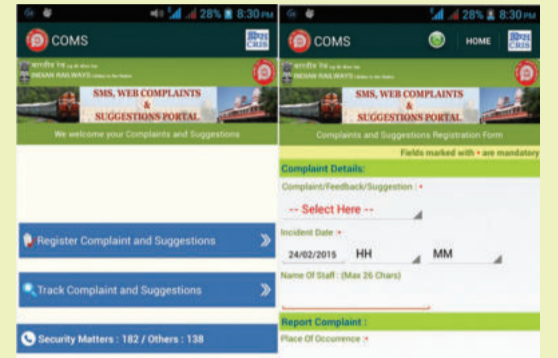 28% 8:30 PM
COMS
CRIS
भारतीय रेल
INDIAN RAILWAYS
SMS, WEB COMPLAINTS
&
SUGGESTIONS PORTAL
We welcome your Complaints and Suggestions
Register Complaint and Suggestions
Track Complaint and Suggestions
Security Matters : 182 / Others : 138
28% 8:30 PM
COMS HOME
CRIS
भारतीय रेल
INDIAN RAILWAYS
SMS, WEB COMPLAINTS
&
SUGGESTIONS PORTAL
Complaints and Suggestions Registration Form
Fields marked with * are mandatory
Complaint Details:
Complaint/Feedback/Suggestion : *
-- Select Here --
Incident Date : *
24/02/2015 HH MM
Name Of Staff : (Max 26 Chars)
Report Complaint :
Place Of Occurrence : *